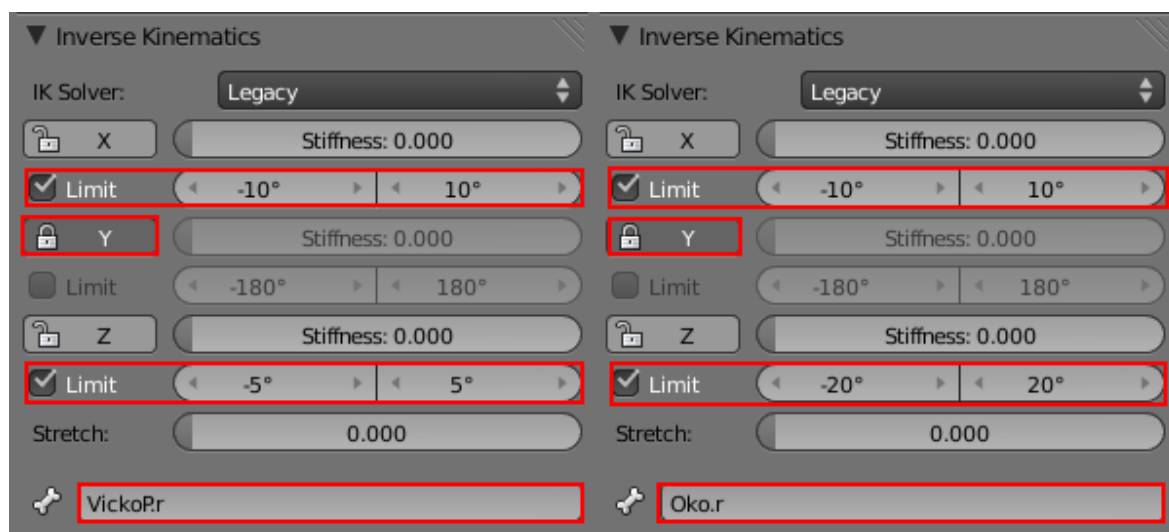 Inverse Kinematics
IK Solver: Legacy
X Stiffness: 0.000
Limit -10° 10°
Y Stiffness: 0.000
Limit -180° 180°
Z Stiffness: 0.000
Limit -5° 5°
Stretch: 0.000
VickoP.r
Inverse Kinematics
IK Solver: Legacy
X Stiffness: 0.000
Limit -10° 10°
Y Stiffness: 0.000
Limit -180° 180°
Z Stiffness: 0.000
Limit -20° 20°
Stretch: 0.000
Oko.r